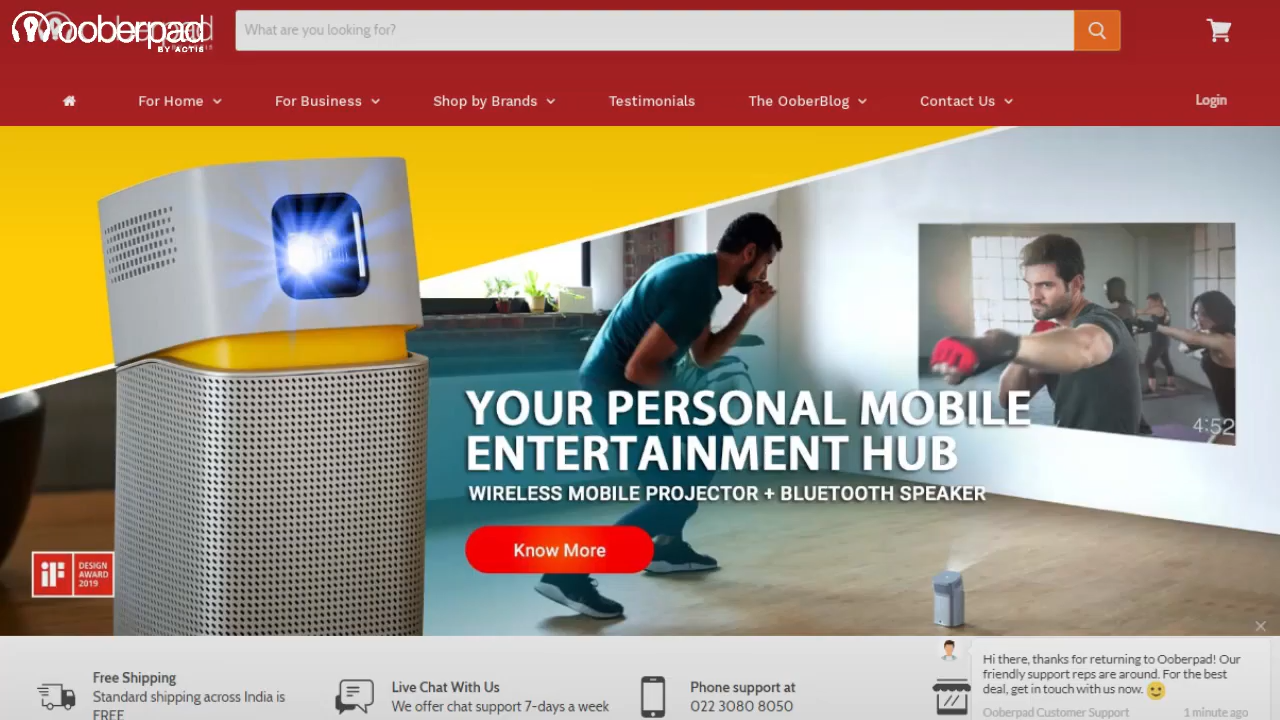 Wooberpad
BY ACTIS
What are you looking for?
For Home
For Business
Shop by Brands
Testimonials
The OoberBlog
Contact Us
Login
4:52
YOUR PERSONAL MOBILE
ENTERTAINMENT HUB
WIRELESS MOBILE PROJECTOR + BLUETOOTH SPEAKER
Know More
iF DESIGN
AWARD
2019
Free Shipping
Standard shipping across India is
FREE
Live Chat With Us
We offer chat support 7-days a week
Phone support at
022 3080 8050
Hi there, thanks for returning to Ooberpad! Our
friendly support reps are around. For the best
deal, get in touch with us now.
Ooberpad Customer Support 1 minute ago